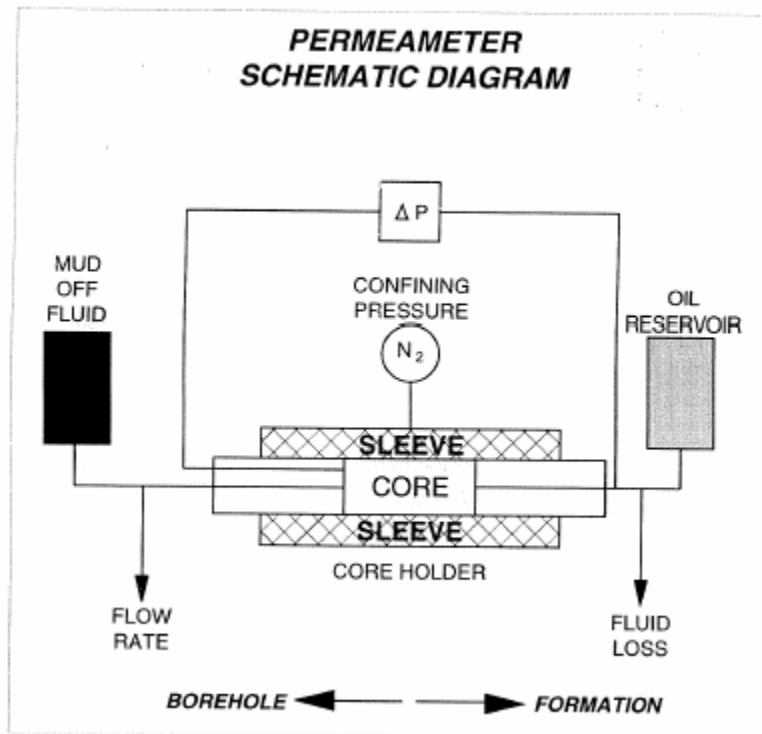 PERMEAMETER
SCHEMATIC DIAGRAM
Δ P
MUD
OFF
FLUID
CONFINING
PRESSURE
OIL
RESERVOIR
N₂
SLEEVE
CORE
SLEEVE
CORE HOLDER
FLOW
RATE
FLUID
LOSS
BOREHOLE
FORMATION